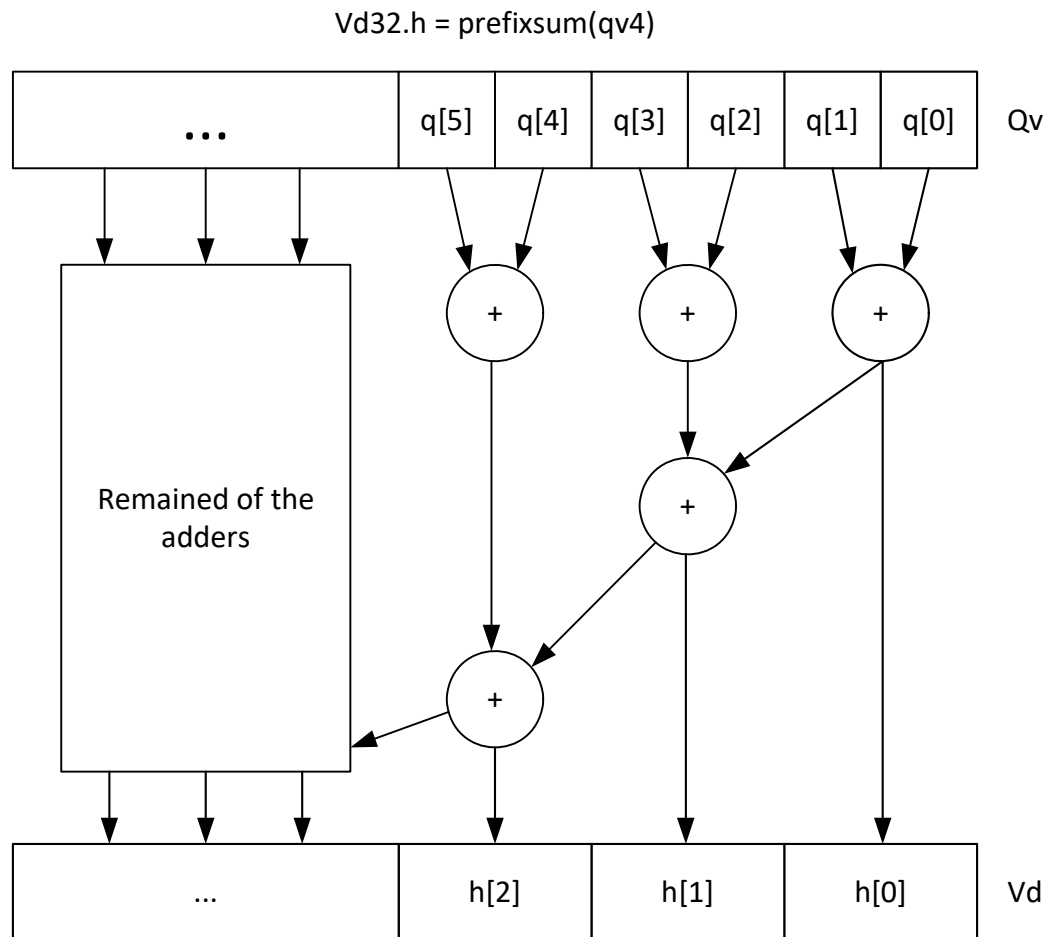 Vd32.h = prefixsum(qv4)
... q[5] q[4] q[3] q[2] q[1] q[0] Qv
+ + +
Remained of the
adders
+
+
... h[2] h[1] h[0] Vd